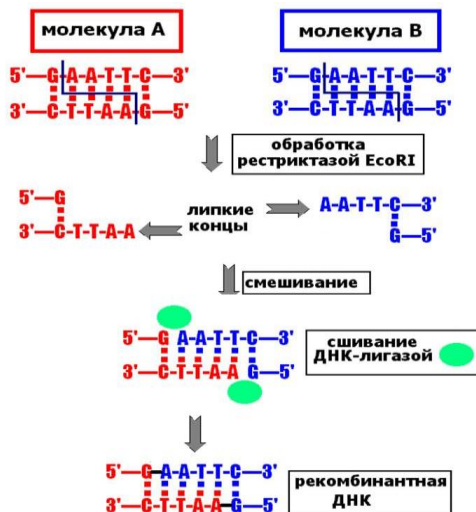 молекула А
молекула В
5'—G-A-A-T-T-C—3'
3'—C-T-T-A-A-G—5'
5'—G-A-A-T-T-C—3'
3'—C-T-T-A-A-G—5'
обработка
рестриктазой EcoRI
5'—G
3'—C-T-T-A-A
липкие
концы
A-A-T-T-C—3'
G—5'
смешивание
5'—G A-A-T-T-C—3'
3'—C-T-T-A-A G—5'
сшивание
ДНК-лигазой
5'—G-A-A-T-T-C—3'
3'—C-T-T-A-A-G—5'
рекомбинантная
ДНК